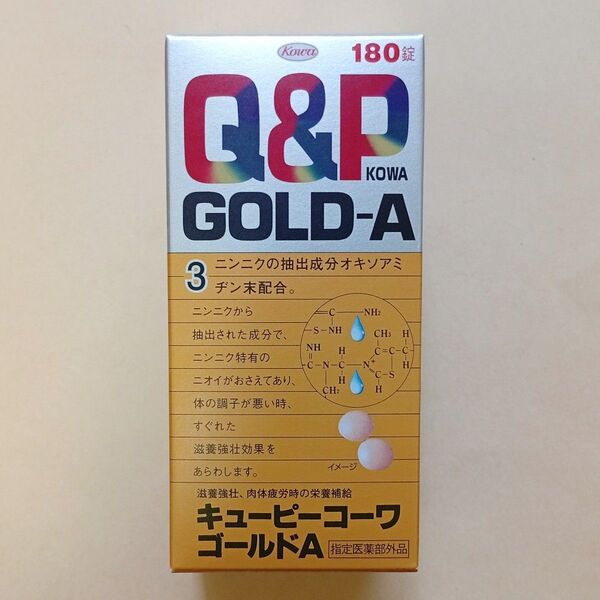 Kowa
180錠
Q&P
KOWA
GOLD-A
3 ニンニクの抽出成分オキソアミ
ヂン末配合。
ニンニクから
抽出された成分で、
ニンニク特有の
ニオイがおさえてあり、
体の調子が悪い時、
すぐれた
滋養強壮効果を
あらわします。
C NH₂
S NH
NH
C N C N⁺ C C
H
H
CH₃
H
C C H
S
CH₂
C
H
イメージ
滋養強壮、肉体疲労時の栄養補給
キューピーコーワ
ゴールドA 指定医薬部外品